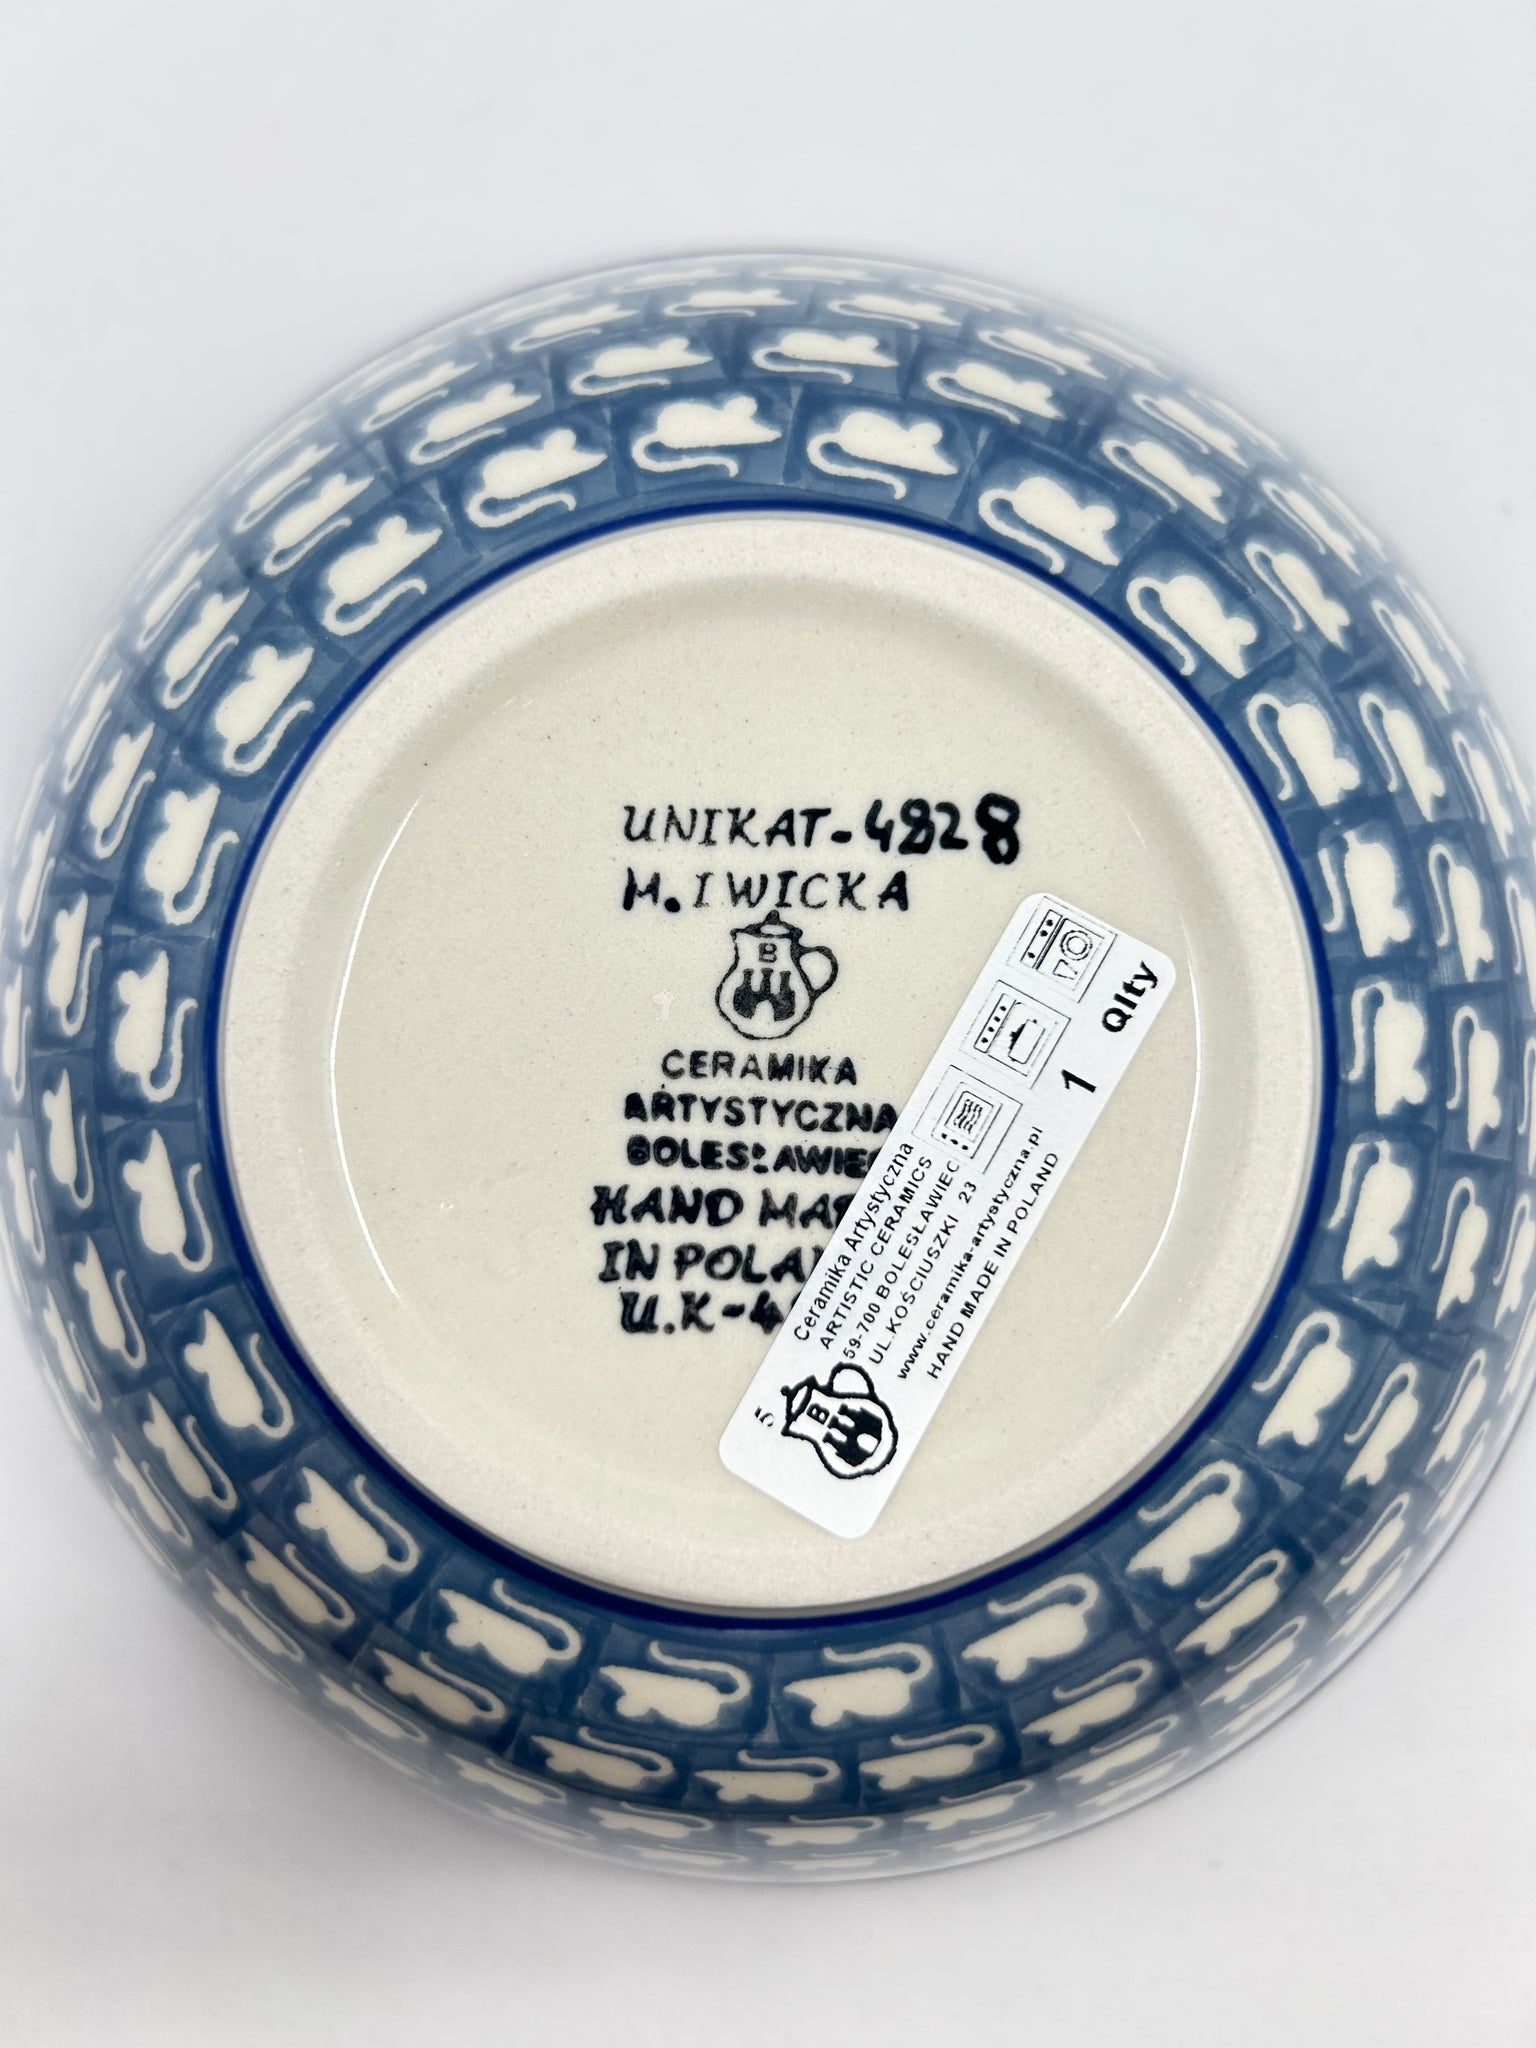 UNIKAT-4828
M.IWICKA
B
CERAMIKA
ARTYSTYCZNA
BOLESŁAWIEC
HAND MA
IN POLAN
U.K-4
Qlty
1
Ceramika Artystyczna
ARTISTIC CERAMICS
59-700 BOLESŁAWIEC
UL.KOŚCIUSZKI 23
www.ceramika-artystyczna.pl
HAND MADE IN POLAND
5
B